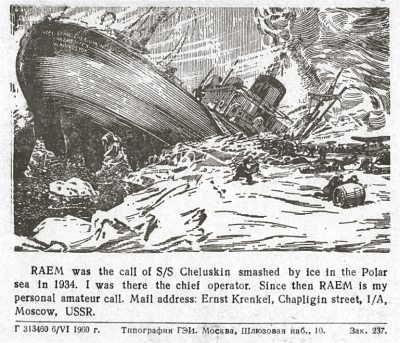 RAEM was the call of S/S Cheluskin smashed by ice in the Polar
sea in 1934. I was there the chief operator. Since then RAEM is my
personal amateur call. Mail address: Ernst Krenkel, Chapligin street, 1/A,
Moscow, USSR.
Г 313460 6/VI 1960 г. Типография ГЭИ. Москва, Шлюзовая наб., 10. Зак. 237.